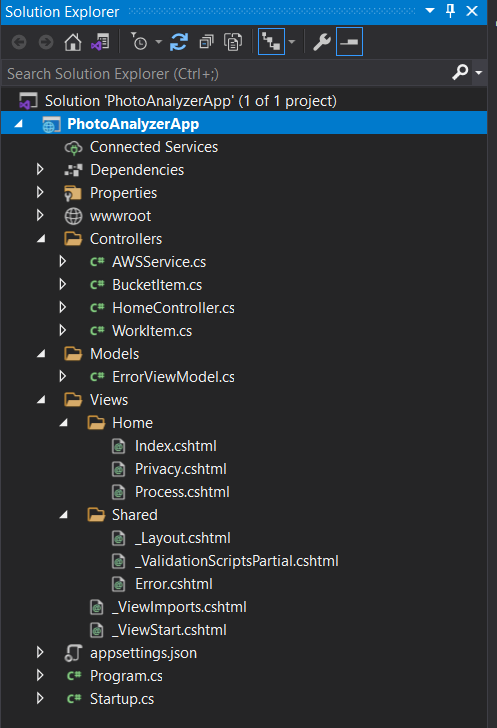 Solution Explorer
Search Solution Explorer (Ctrl+;)
Solution 'PhotoAnalyzerApp' (1 of 1 project)
PhotoAnalyzerApp
Connected Services
Dependencies
Properties
wwwroot
Controllers
C# AWSService.cs
C# BucketItem.cs
C# HomeController.cs
C# WorkItem.cs
Models
C# ErrorViewModel.cs
Views
Home
Index.cshtml
Privacy.cshtml
Process.cshtml
Shared
_Layout.cshtml
_ValidationScriptsPartial.cshtml
Error.cshtml
_ViewImports.cshtml
_ViewStart.cshtml
appsettings.json
C# Program.cs
C# Startup.cs